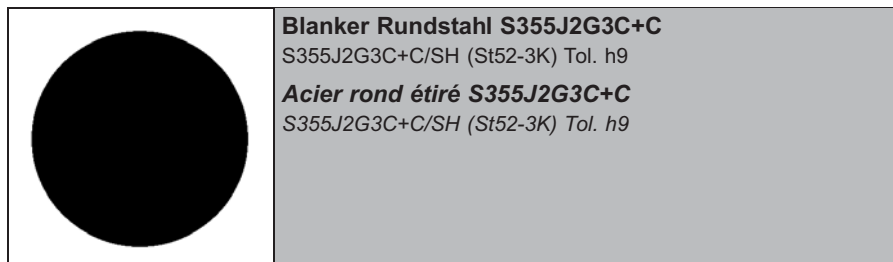 Blanker Rundstahl S355J2G3C+C
S355J2G3C+C/SH (St52-3K) Tol. h9
Acier rond étiré S355J2G3C+C
S355J2G3C+C/SH (St52-3K) Tol. h9